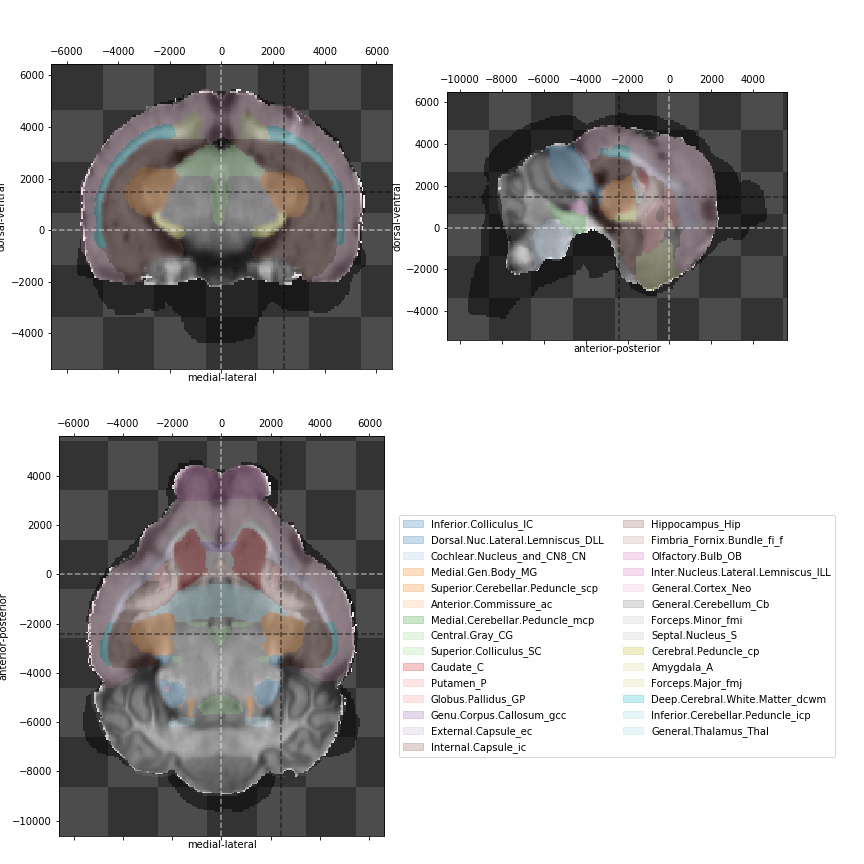 −6000 −4000 −2000 0 2000 4000 6000
6000
4000
2000
0
−2000
−4000
dorsal-ventral
medial-lateral
−10000 −8000 −6000 −4000 −2000 0 2000 4000
6000
4000
2000
0
−2000
−4000
dorsal-ventral
anterior-posterior
−6000 −4000 −2000 0 2000 4000 6000
4000
2000
0
−2000
−4000
−6000
−8000
−10000
anterior-posterior
medial-lateral
Inferior.Colliculus_IC
Dorsal.Nuc.Lateral.Lemniscus_DLL
Cochlear.Nucleus_and_CN8_CN
Medial.Gen.Body_MG
Superior.Cerebellar.Peduncle_scp
Anterior.Commissure_ac
Medial.Cerebellar.Peduncle_mcp
Central.Gray_CG
Superior.Colliculus_SC
Caudate_C
Putamen_P
Globus.Pallidus_GP
Genu.Corpus.Callosum_gcc
External.Capsule_ec
Internal.Capsule_ic
Hippocampus_Hip
Fimbria_Fornix.Bundle_fi_f
Olfactory.Bulb_OB
Inter.Nucleus.Lateral.Lemniscus_ILL
General.Cortex_Neo
General.Cerebellum_Cb
Forceps.Minor_fmi
Septal.Nucleus_S
Cerebral.Peduncle_cp
Amygdala_A
Forceps.Major_fmj
Deep.Cerebral.White.Matter_dcwm
Inferior.Cerebellar.Peduncle_icp
General.Thalamus_Thal